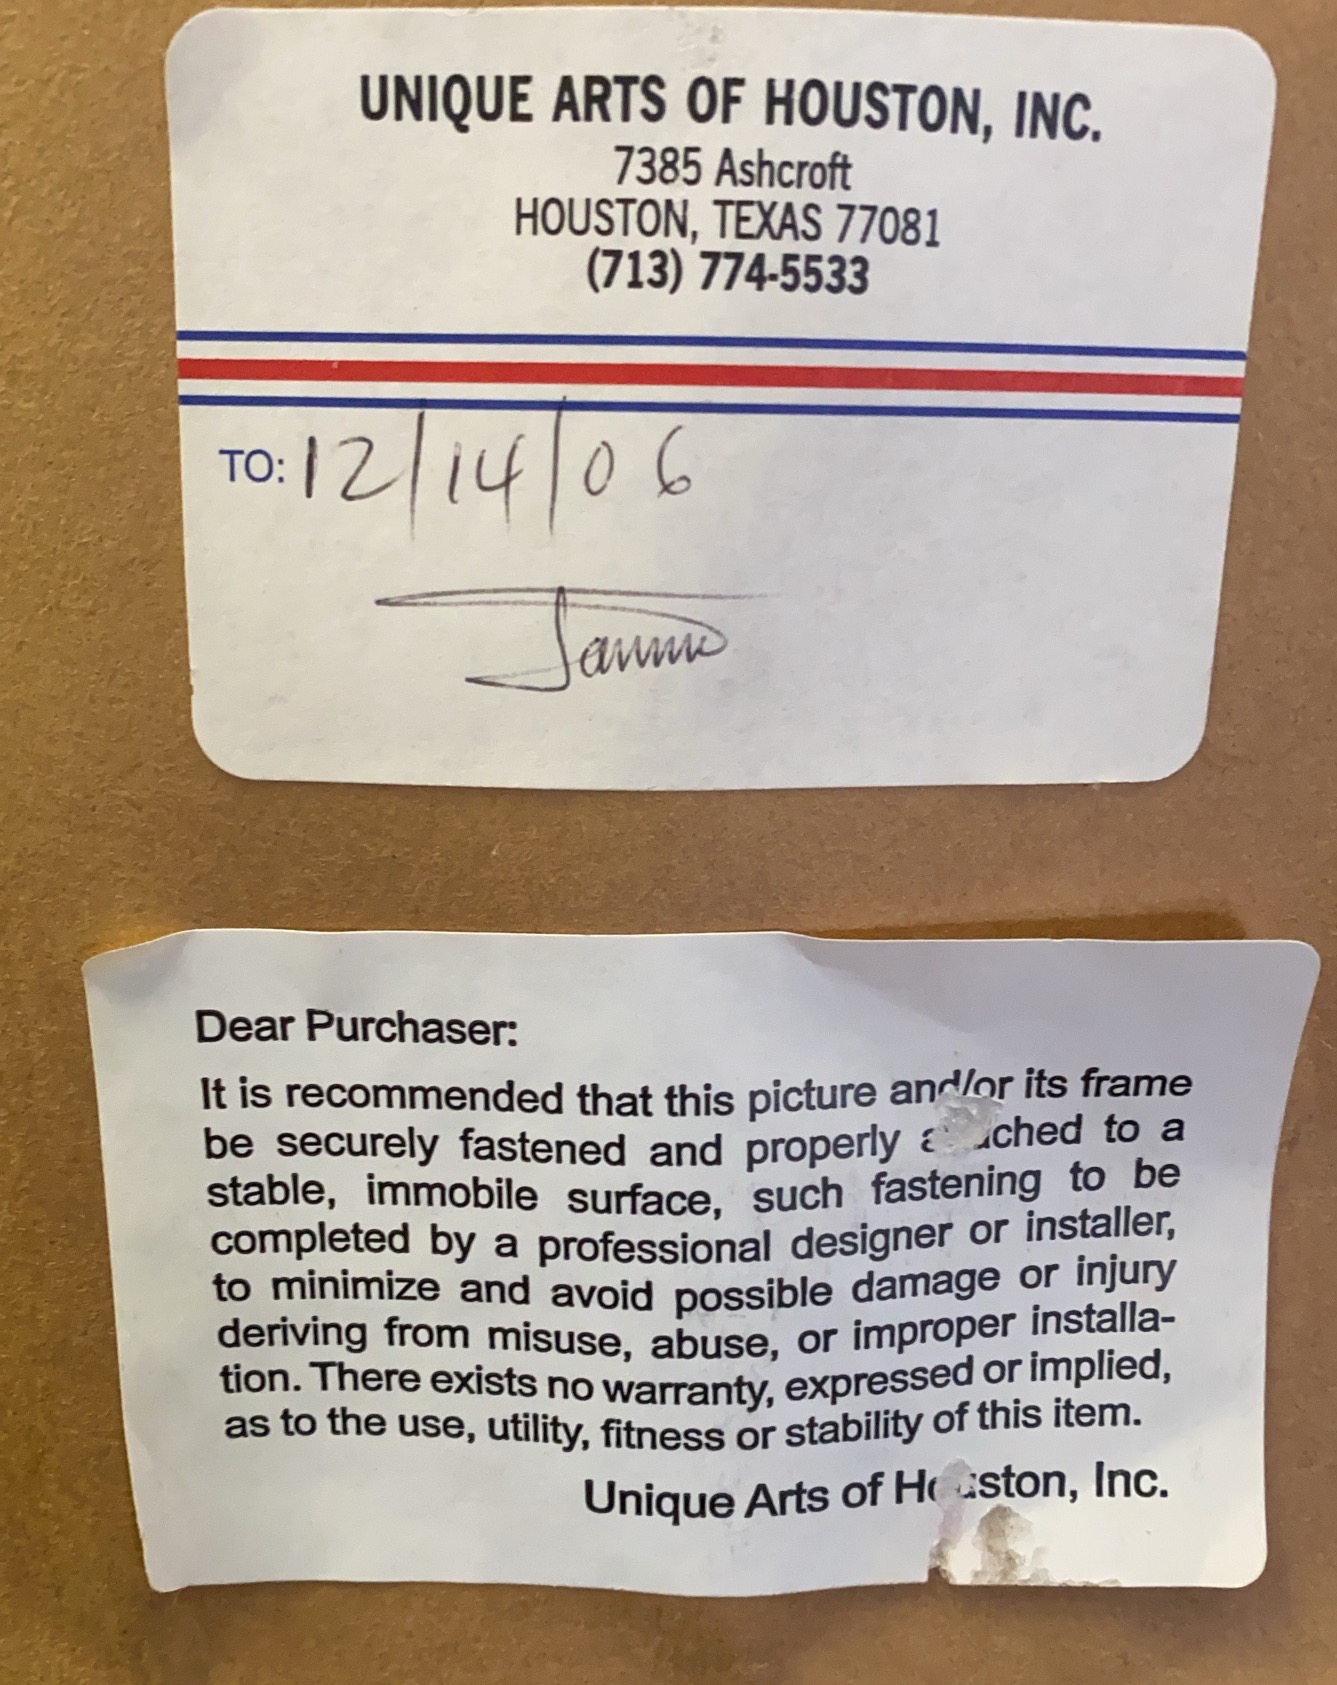 UNIQUE ARTS OF HOUSTON, INC.
7385 Ashcroft
HOUSTON, TEXAS 77081
(713) 774-5533
TO: 12/14/06
Dear Purchaser:
It is recommended that this picture and/or its frame
be securely fastened and properly attached to a
stable, immobile surface, such fastening to be
completed by a professional designer or installer,
to minimize and avoid possible damage or injury
deriving from misuse, abuse, or improper installa-
tion. There exists no warranty, expressed or implied,
as to the use, utility, fitness or stability of this item.
Unique Arts of Houston, Inc.